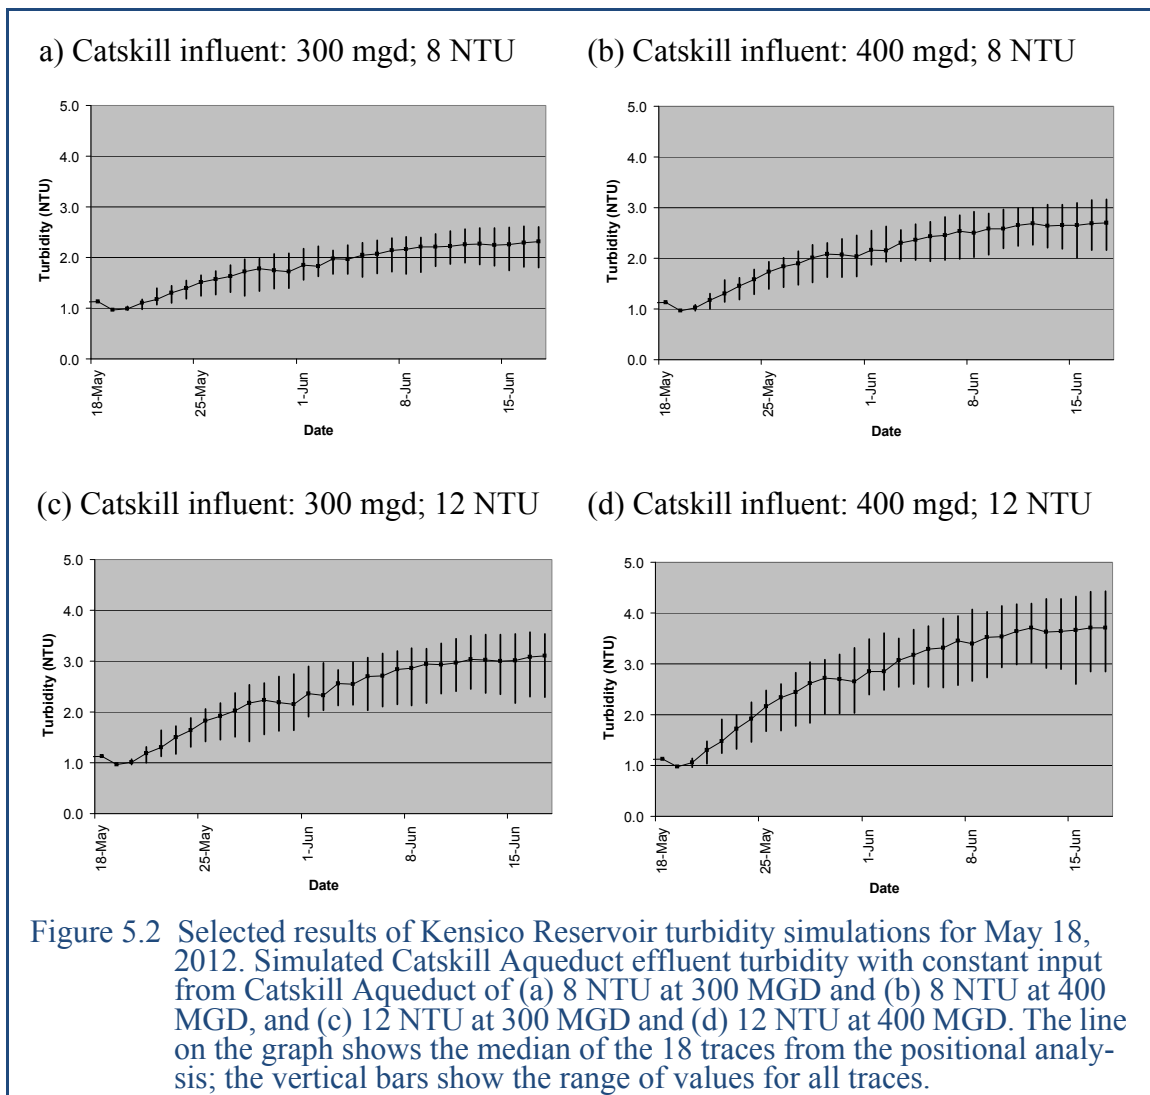 a) Catskill influent: 300 mgd; 8 NTU
5.0
4.0
3.0
2.0
1.0
0.0
Turbidity (NTU)
18-May
25-May
1-Jun
8-Jun
15-Jun
Date
(b) Catskill influent: 400 mgd; 8 NTU
5.0
4.0
3.0
2.0
1.0
0.0
Turbidity (NTU)
18-May
25-May
1-Jun
8-Jun
15-Jun
Date
(c) Catskill influent: 300 mgd; 12 NTU
5.0
4.0
3.0
2.0
1.0
0.0
Turbidity (NTU)
18-May
25-May
1-Jun
8-Jun
15-Jun
Date
(d) Catskill influent: 400 mgd; 12 NTU
5.0
4.0
3.0
2.0
1.0
0.0
Turbidity (NTU)
18-May
25-May
1-Jun
8-Jun
15-Jun
Date
Figure 5.2 Selected results of Kensico Reservoir turbidity simulations for May 18,
2012. Simulated Catskill Aqueduct effluent turbidity with constant input
from Catskill Aqueduct of (a) 8 NTU at 300 MGD and (b) 8 NTU at 400
MGD, and (c) 12 NTU at 300 MGD and (d) 12 NTU at 400 MGD. The line
on the graph shows the median of the 18 traces from the positional analy-
sis; the vertical bars show the range of values for all traces.